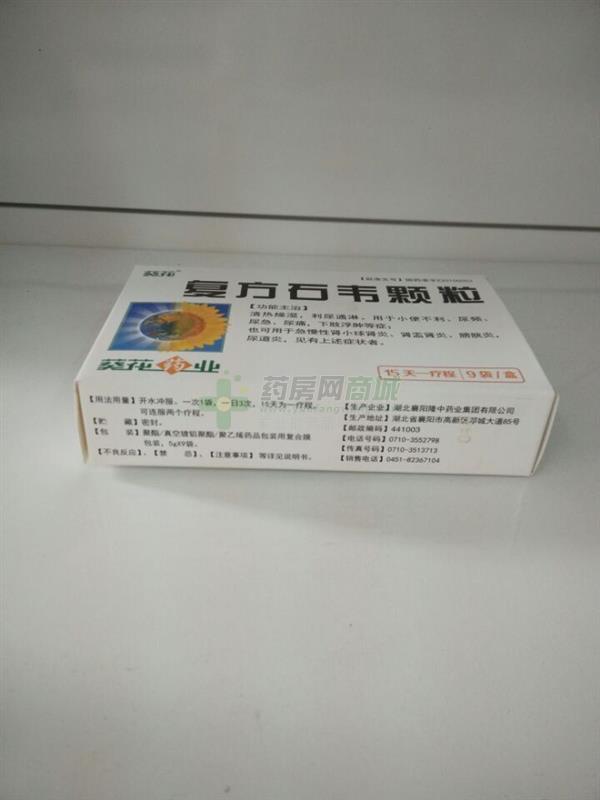 葵花
复方石韦颗粒
【功能主治】
清热燥湿，利尿通淋，用于小便不利、尿频、
尿急、尿痛、下肢浮肿等症；
也可用于急慢性肾小球肾炎、肾盂肾炎、膀胱炎、
尿道炎，见有上述症状者。
葵花药业
15天一疗程 9袋/盒
药房网商城
【用法用量】开水冲服。一次1袋，一日3次，15天为一疗程，
可连服两个疗程。
【贮 藏】密封。
【包 装】聚酯/真空镀铝聚酯/聚乙烯药品包装用复合膜
包装，5gX9袋。
【不良反应】、【禁 忌】、【注意事项】等详见说明书。
【生产企业】湖北襄阳隆中药业集团有限公司
【生产地址】湖北省襄阳市高新区邓城大道85号
【邮政编码】441003
【电话号码】0710-3552798
【传真号码】0710-3513713
【销售电话】0451-82367104